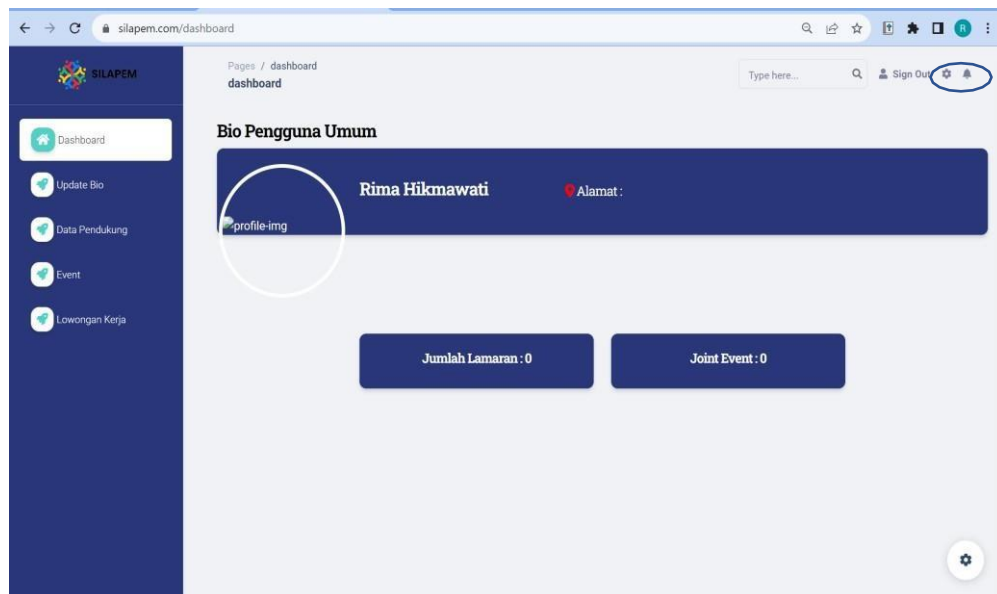 silapem.com/dashboard
R
SILAPEM
Pages / dashboard
dashboard
Type here...
Sign Out
Dashboard
Update Bio
Data Pendukung
Event
Lowongan Kerja
Bio Pengguna Umum
Rima Hikmawati
Alamat :
profile-img
Jumlah Lamaran : 0
Joint Event : 0